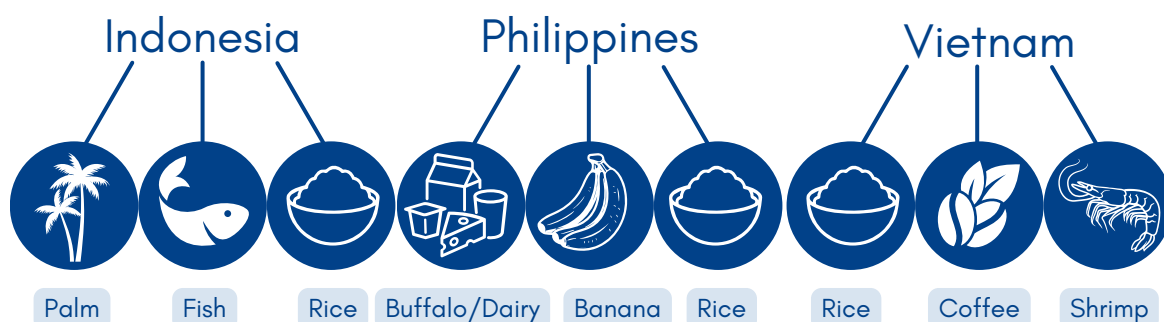 Indonesia
Philippines
Vietnam
Palm
Fish
Rice
Buffalo/Dairy
Banana
Rice
Rice
Coffee
Shrimp